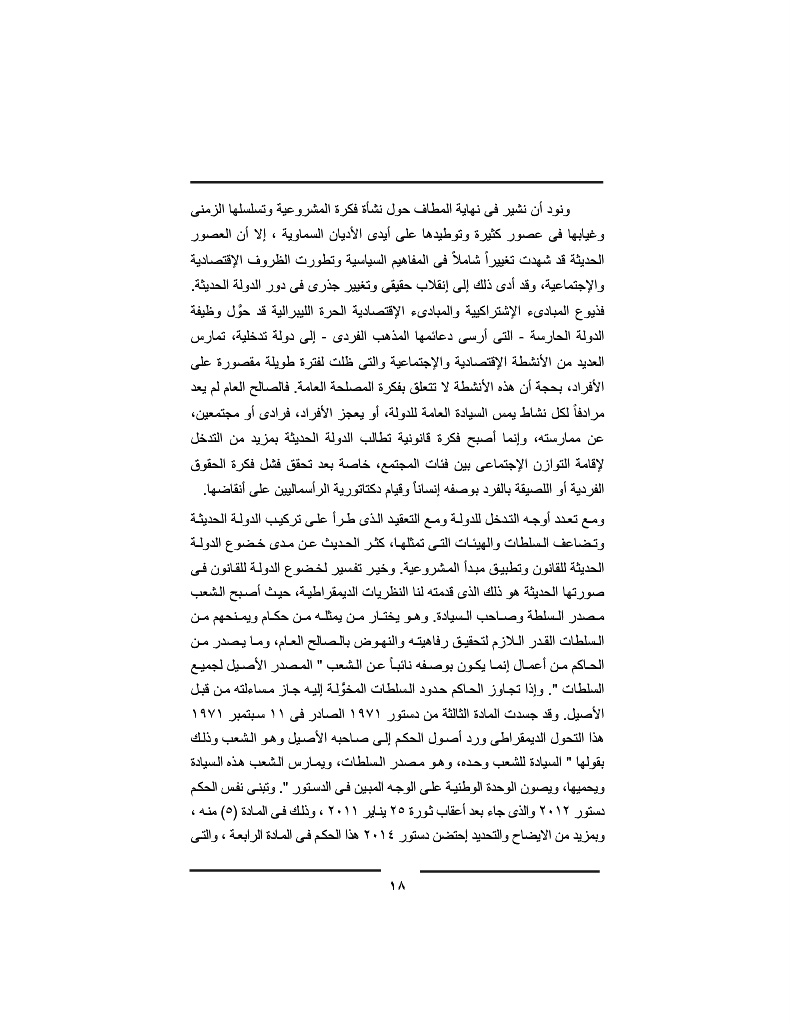 ونود أن نشير فى نهاية المطاف حول نشأة فكرة المشروعية وتسلسلها الزمنى
وغيابها فى عصور كثيرة وتوطيدها على أيدى الأديان السماوية ، إلا أن العصور
الحديثة قد شهدت تغييراً شاملاً فى المفاهيم السياسية وتطورت الظروف الإقتصادية
والإجتماعية، وقد أدى ذلك إلى إنقلاب حقيقى وتغيير جذرى فى دور الدولة الحديثة.
فذيوع المبادىء الإشتراكيية والمبادىء الإقتصادية الحرة الليبرالية قد حوَّل وظيفة
الدولة الحارسة - التى أرسى دعائمها المذهب الفردى - إلى دولة تدخلية، تمارس
العديد من الأنشطة الإقتصادية والإجتماعية والتى ظلت لفترة طويلة مقصورة على
الأفراد، بحجة أن هذه الأنشطة لا تتعلق بفكرة المصلحة العامة. فالصالح العام لم يعد
مرادفاً لكل نشاط يمس السيادة العامة للدولة، أو يعجز الأفراد، فرادى أو مجتمعين،
عن ممارسته، وإنما أصبح فكرة قانونية تطالب الدولة الحديثة بمزيد من التدخل
لإقامة التوازن الإجتماعى بين فئات المجتمع، خاصة بعد تحقق فشل فكرة الحقوق
الفردية أو اللصيقة بالفرد بوصفه إنساناً وقيام دكتاتورية الرأسماليين على أنقاضها.
ومع تعدد أوجه التدخل للدولة ومع التعقيد الذى طرأ على تركيب الدولة الحديثة
وتضاعف السلطات والهيئات التى تمثلها، كثر الحديث عن مدى خضوع الدولة
الحديثة للقانون وتطبيق مبدأ المشروعية. وخير تفسير لخضوع الدولة للقانون فى
صورتها الحديثة هو ذلك الذى قدمته لنا النظريات الديمقراطية، حيث أصبح الشعب
مصدر السلطة وصاحب السيادة. وهو يختار من يمثله من حكام ويمنحهم من
السلطات القدر اللازم لتحقيق رفاهيته والنهوض بالصالح العام، وما يصدر من
الحاكم من أعمال إنما يكون بوصفه نائباً عن الشعب " المصدر الأصيل لجميع
السلطات ". وإذا تجاوز الحاكم حدود السلطات المخوَّلة إليه جاز مساءلته من قبل
الأصيل. وقد جسدت المادة الثالثة من دستور ١٩٧١ الصادر فى ١١ سبتمبر ١٩٧١
هذا التحول الديمقراطى ورد أصول الحكم إلى صاحبه الأصيل وهو الشعب وذلك
بقولها " السيادة للشعب وحده، وهو مصدر السلطات، ويمارس الشعب هذه السيادة
ويحميها، ويصون الوحدة الوطنية على الوجه المبين فى الدستور ". وتبنى نفس الحكم
دستور ٢٠١٢ والذى جاء بعد أعقاب ثورة ٢٥ يناير ٢٠١١ ، وذلك فى المادة (٥) منه ،
وبمزيد من الايضاح والتحديد إحتضن دستور ٢٠١٤ هذا الحكم فى المادة الرابعة ، والتى
١٨